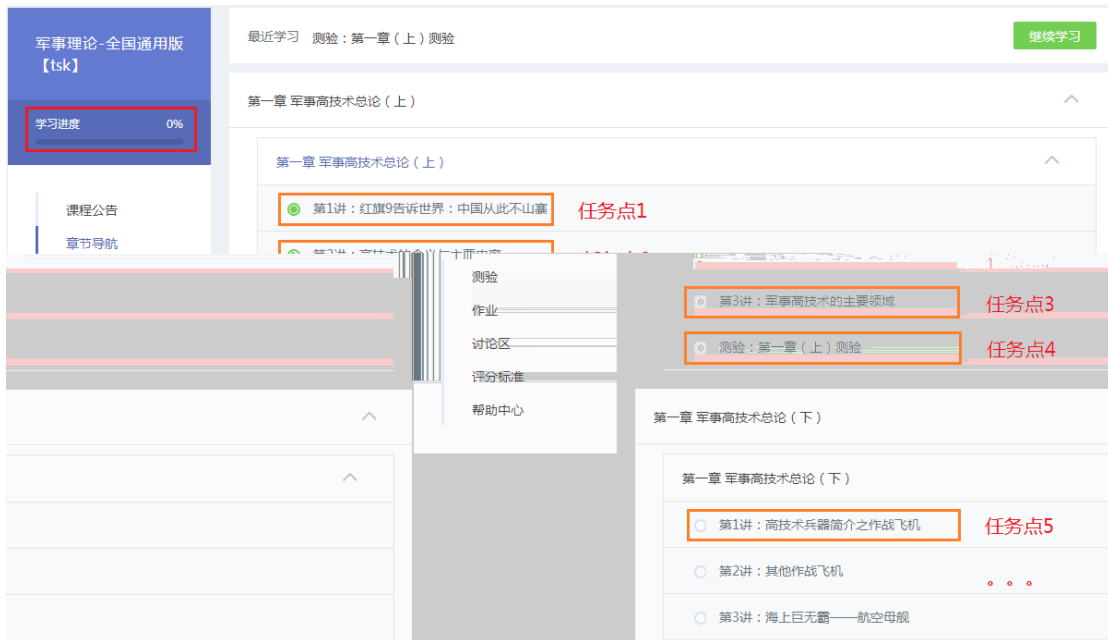 军事理论-全国通用版
【tsk】
学习进度 0%
课程公告
章节导航
最近学习 测验：第一章（上）测验
继续学习
第一章 军事高技术总论（上）
第一章 军事高技术总论（上）
第1讲：红旗9告诉世界：中国从此不山寨 任务点1
测验
作业
讨论区
评分标准
帮助中心
第3讲：军事高技术的主要领域 任务点3
测验：第一章（上）测验 任务点4
第一章 军事高技术总论（下）
第一章 军事高技术总论（下）
第1讲：高技术兵器简介之作战飞机 任务点5
第2讲：其他作战飞机
。。。
第3讲：海上巨无霸——航空母舰